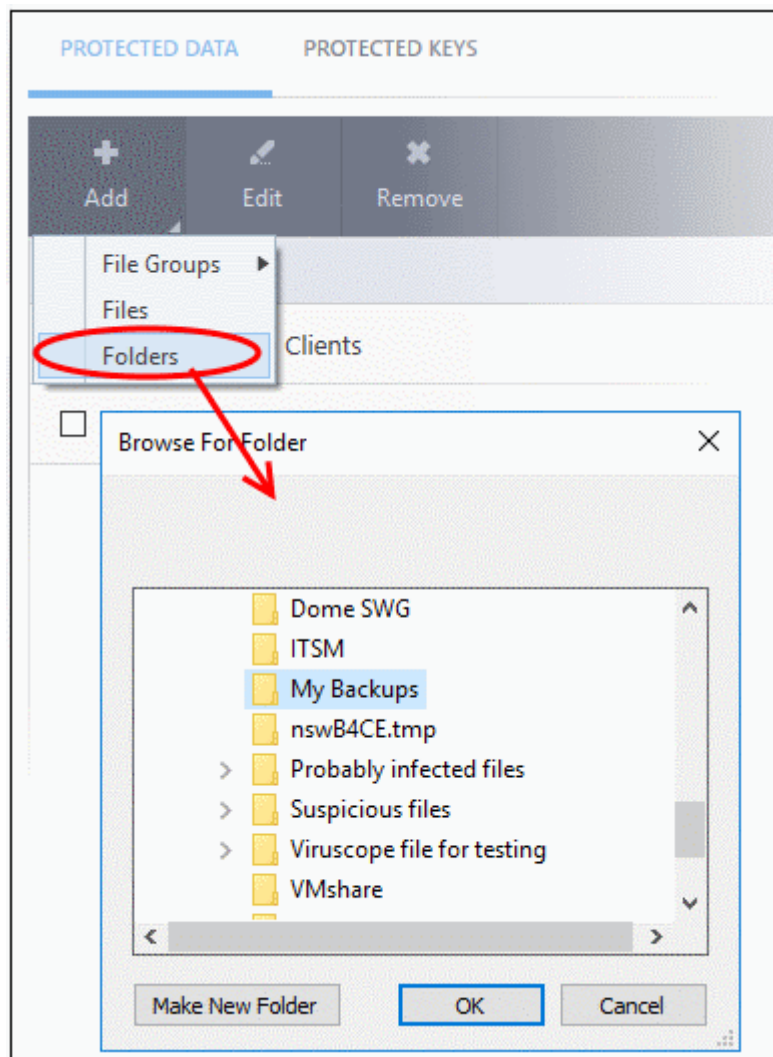 PROTECTED DATA PROTECTED KEYS
Add Edit Remove
File Groups
Files
Folders
Clients
Browse For Folder
Dome SWG
ITSM
My Backups
nswB4CE.tmp
Probably infected files
Suspicious files
Viruscope file for testing
VMshare
Make New Folder OK Cancel